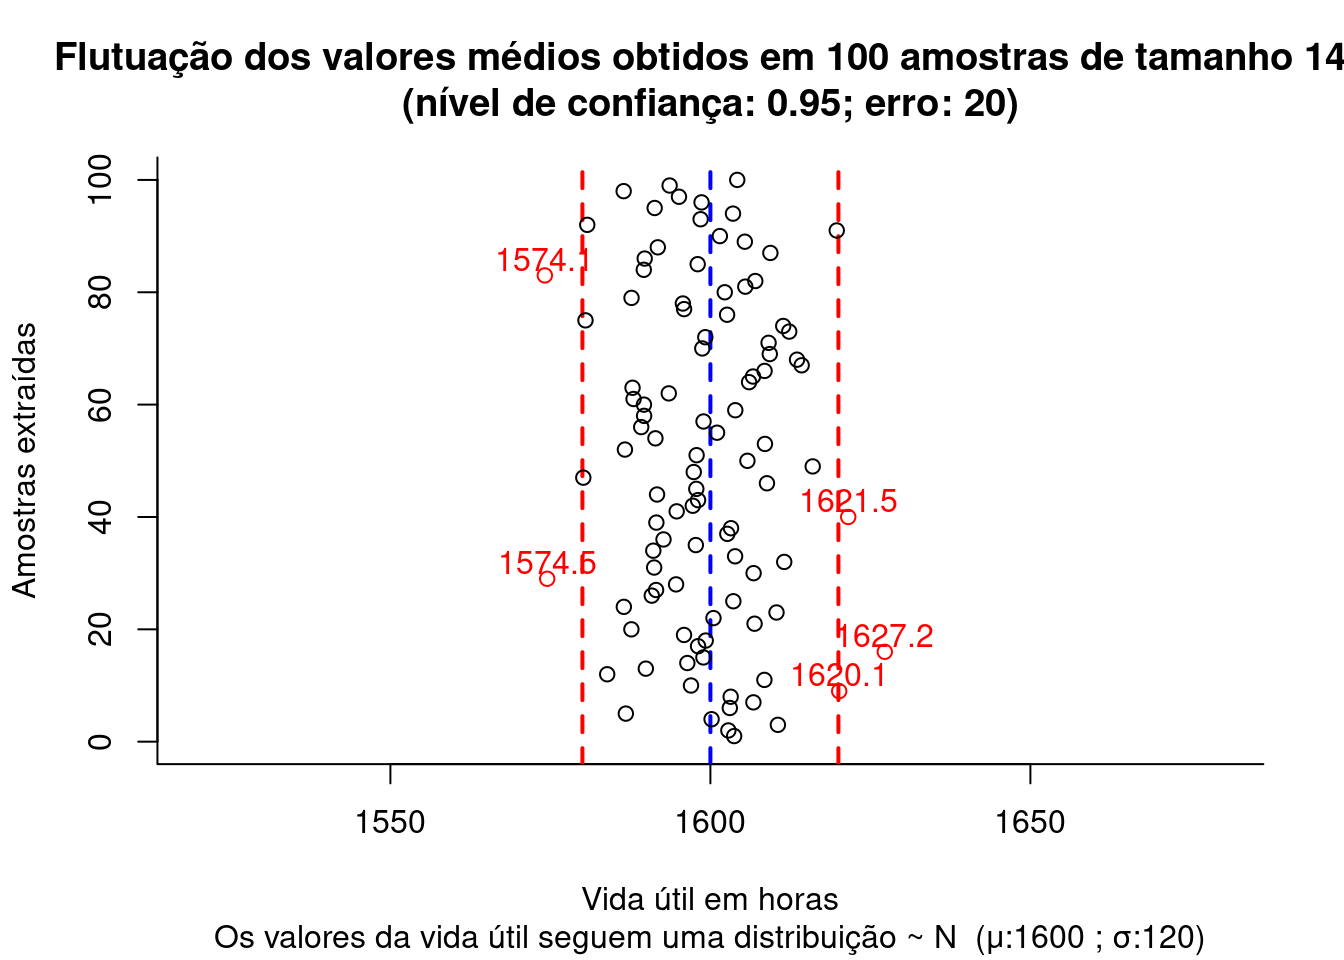 Flutuação dos valores médios obtidos em 100 amostras de tamanho 14
(nível de confiança: 0.95; erro: 20)
Amostras extraídas
100
80
60
40
20
0
1574.1
1621.5
1574.5
1627.2
1620.1
1550
1600
1650
Vida útil em horas
Os valores da vida útil seguem uma distribuição ~ N (μ:1600 ; σ:120)